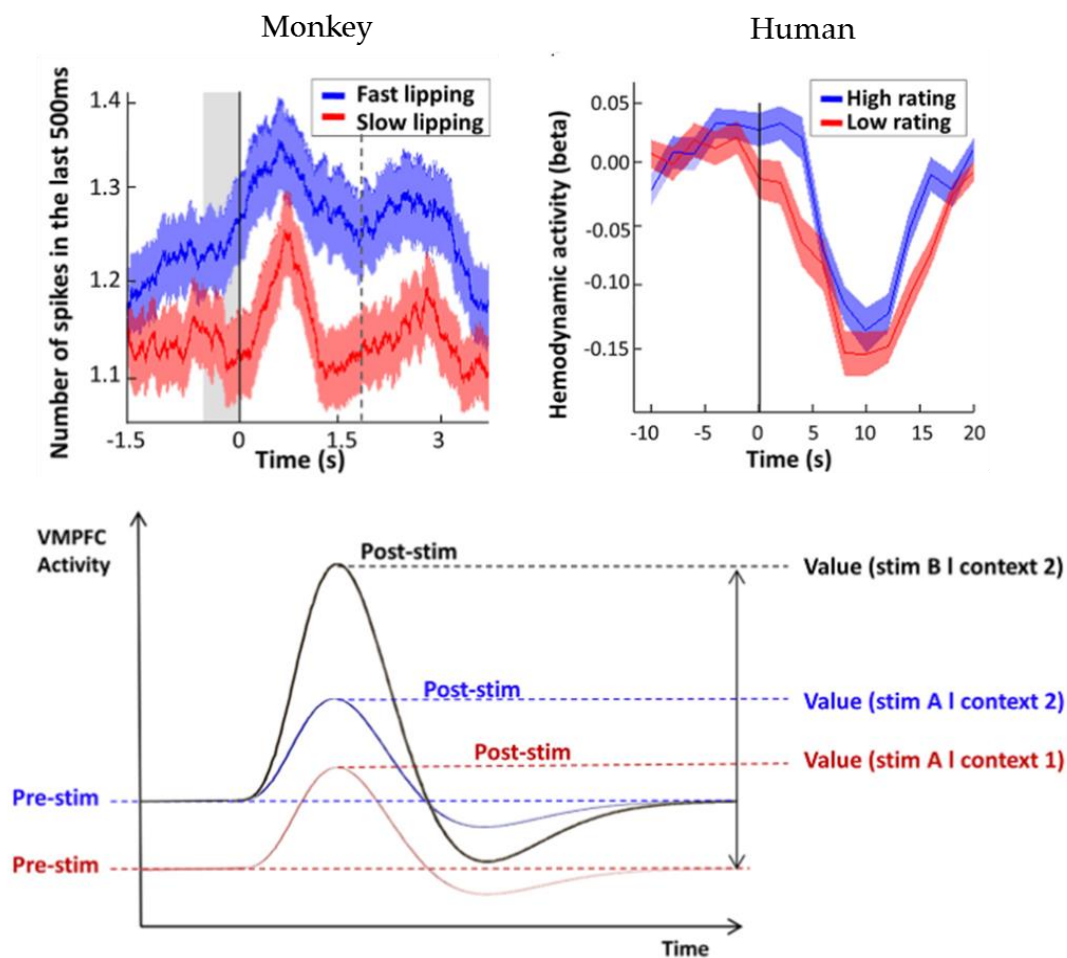 Monkey
Human
Number of spikes in the last 500ms
1.4
1.3
1.2
1.1
Fast lipping
Slow lipping
-1.5
0
1.5
3
Time (s)
Hemodynamic activity (beta)
0.05
0.00
-0.05
-0.10
-0.15
High rating
Low rating
-10
-5
0
5
10
15
20
Time (s)
VMPFC
Activity
Post-stim
Value (stim B I context 2)
Post-stim
Value (stim A I context 2)
Post-stim
Value (stim A I context 1)
Pre-stim
Pre-stim
Time